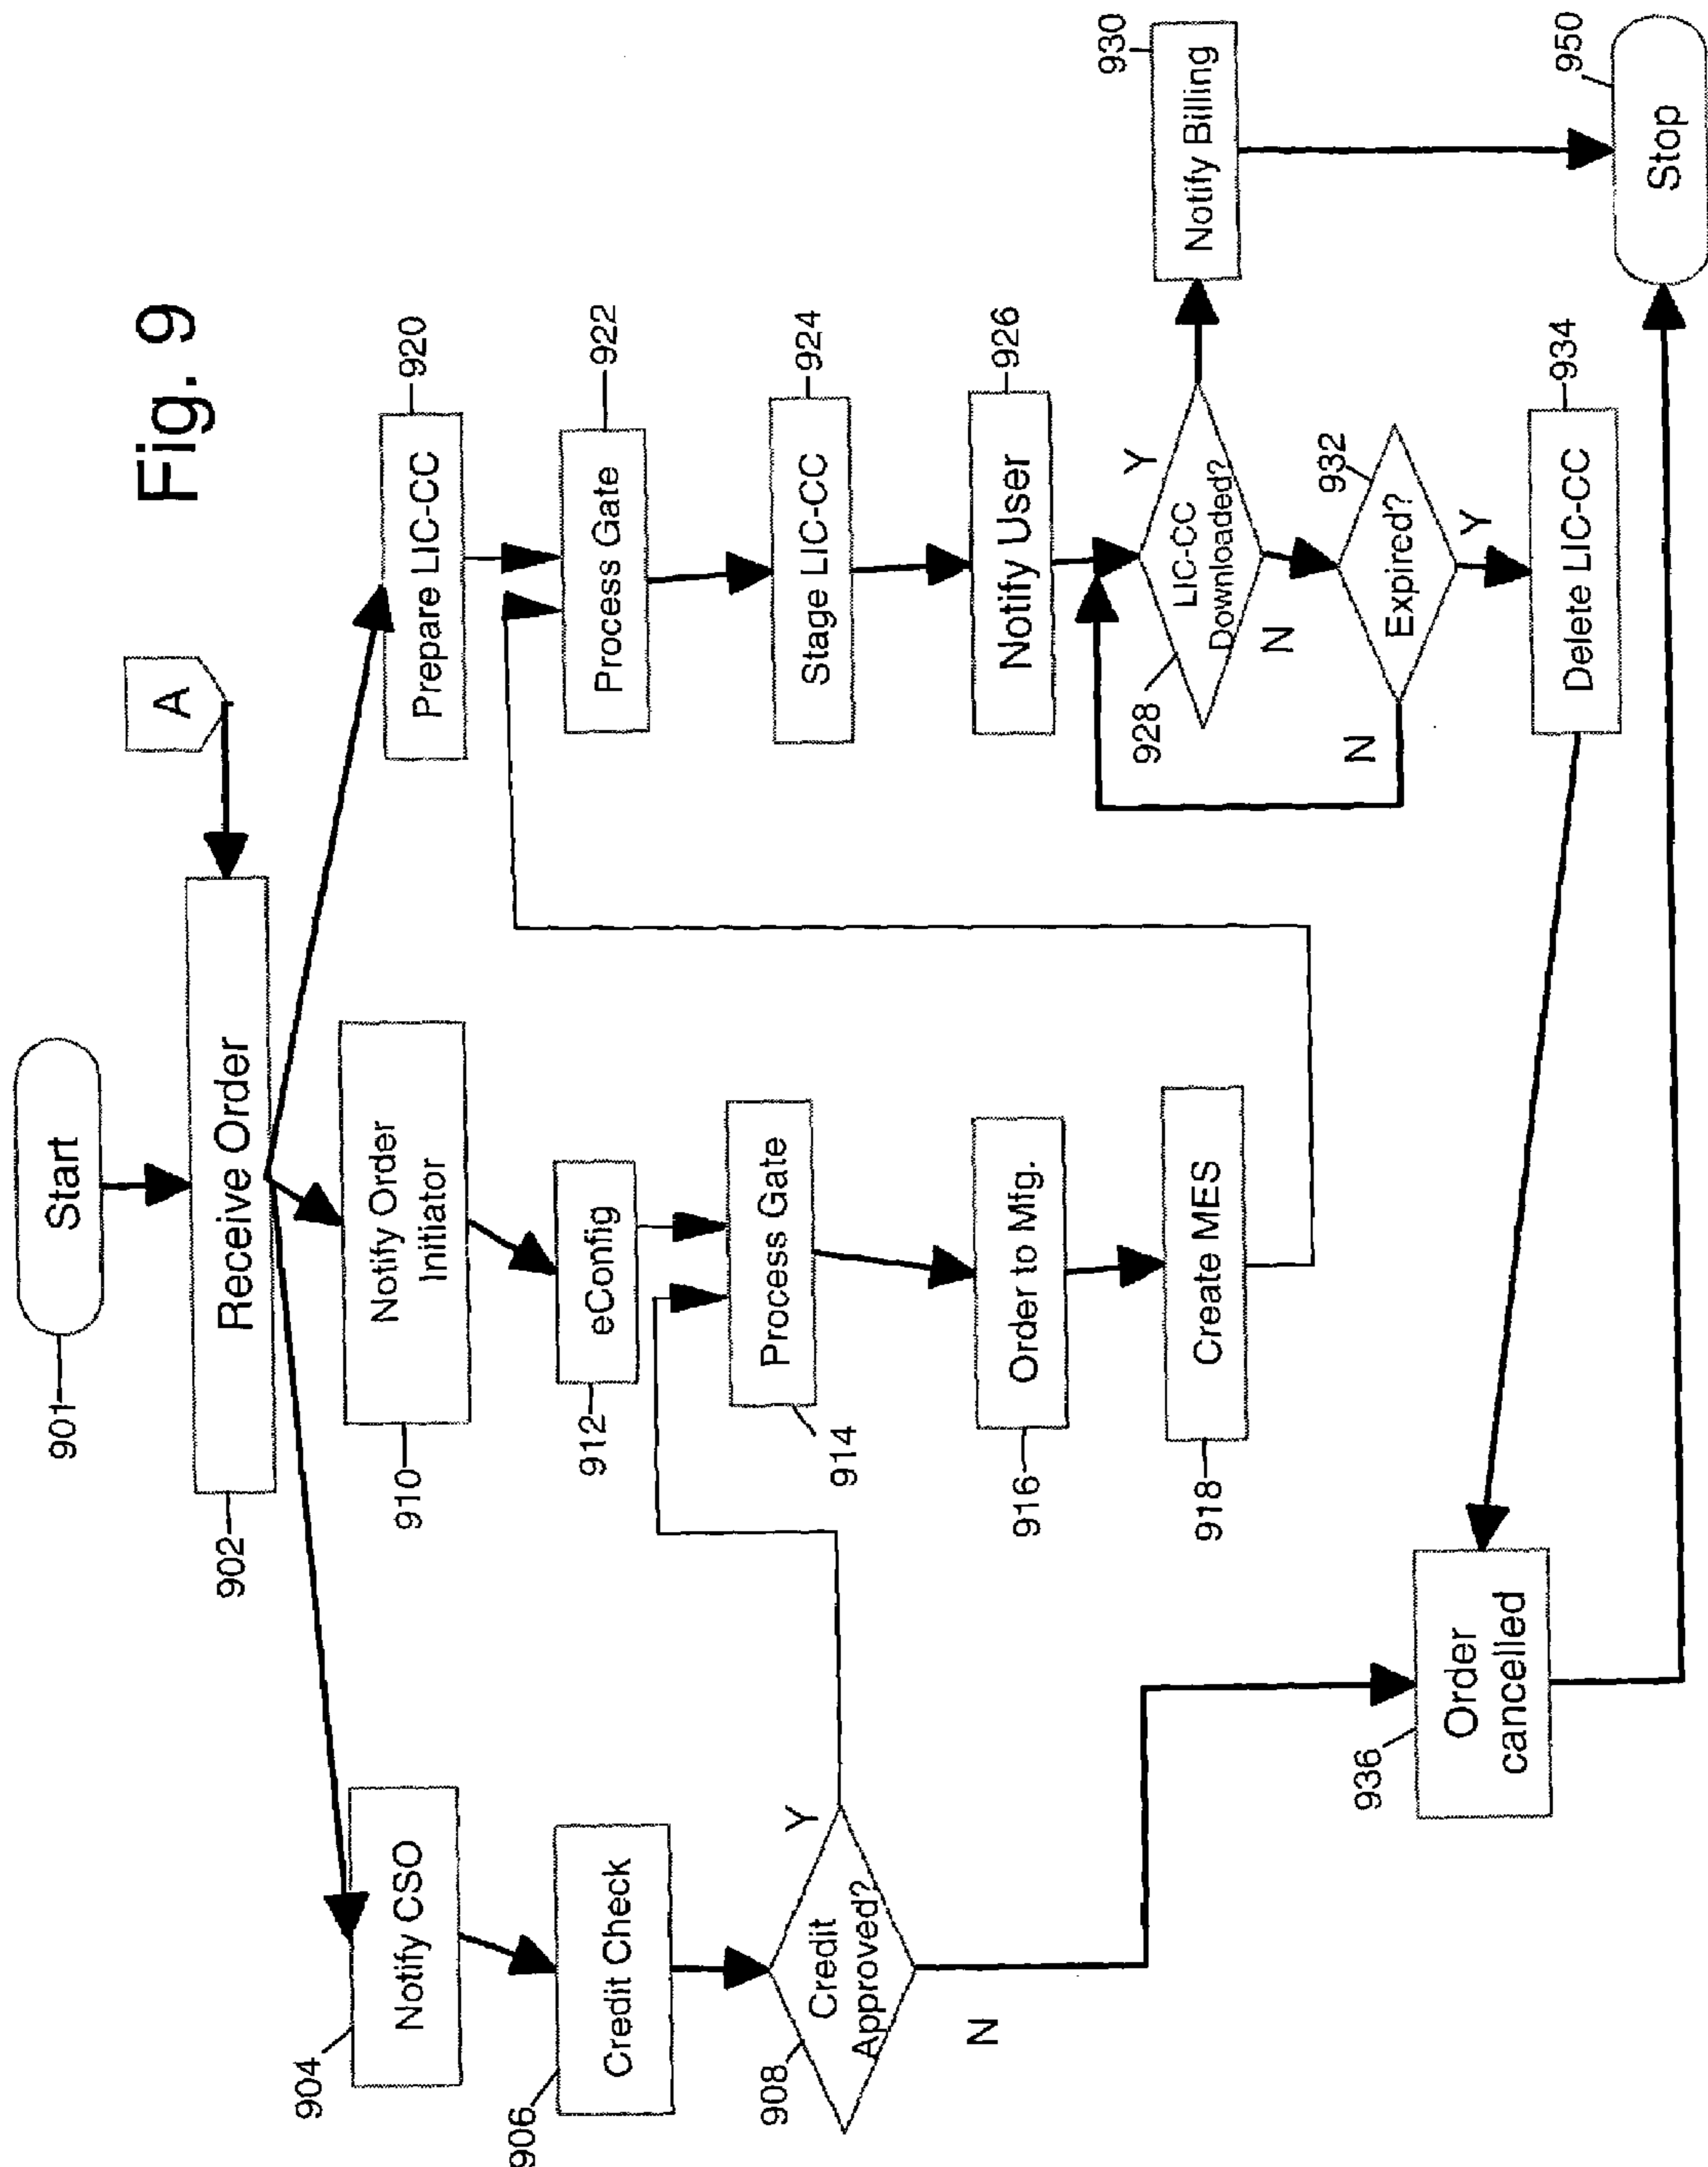 Fig. 9
Start
901
A
Receive Order
902
Notify CSO
904
Notify Order
Initiator
910
Prepare LIC-CC
920
Credit Check
906
eConfig
912
Process Gate
922
Credit
Approved?
908
Y
N
Process Gate
914
Stage LIC-CC
924
Order to Mfg.
916
Notify User
926
Create MES
918
LIC-CC
Downloaded?
928
Y
N
Notify Billing
930
Expired?
932
N
Y
Order
cancelled
936
Delete LIC-CC
934
Stop
950